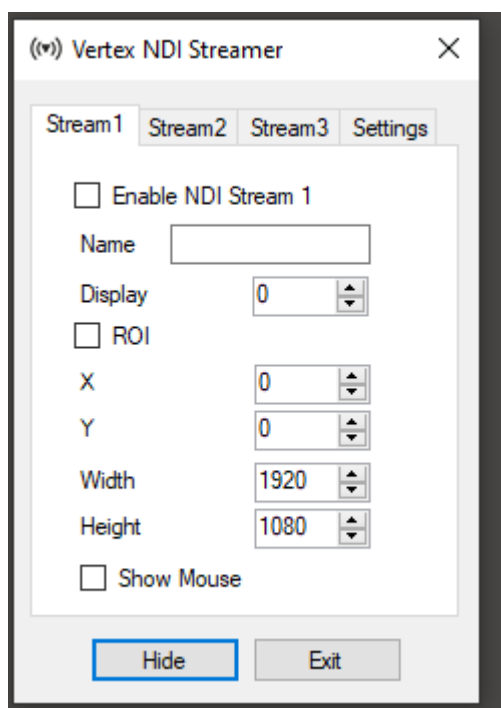 Vertex NDI Streamer
Stream1 Stream2 Stream3 Settings
Enable NDI Stream 1
Name
Display 0
ROI
X 0
Y 0
Width 1920
Height 1080
Show Mouse
Hide Exit